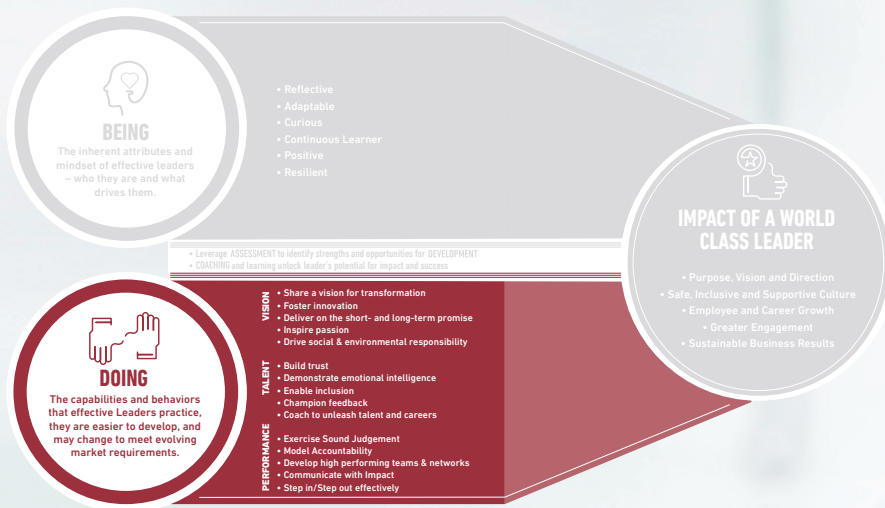 BEING
The inherent attributes and
mindset of effective leaders
– who they are and what
drives them.
• Reflective
• Adaptable
• Curious
• Continuous Learner
• Positive
• Resilient
• Leverage ASSESSMENT to identify strengths and opportunities for DEVELOPMENT
• COACHING and learning unlock leader's potential for impact and success
DOING
The capabilities and behaviors
that effective Leaders practice,
they are easier to develop, and
may change to meet evolving
market requirements.
VISION
• Share a vision for transformation
• Foster innovation
• Deliver on the short- and long-term promise
• Inspire passion
• Drive social & environmental responsibility
TALENT
• Build trust
• Demonstrate emotional intelligence
• Enable inclusion
• Champion feedback
• Coach to unleash talent and careers
PERFORMANCE
• Exercise Sound Judgement
• Model Accountability
• Develop high performing teams & networks
• Communicate with Impact
• Step in/Step out effectively
IMPACT OF A WORLD
CLASS LEADER
• Purpose, Vision and Direction
• Safe, Inclusive and Supportive Culture
• Employee and Career Growth
• Greater Engagement
• Sustainable Business Results